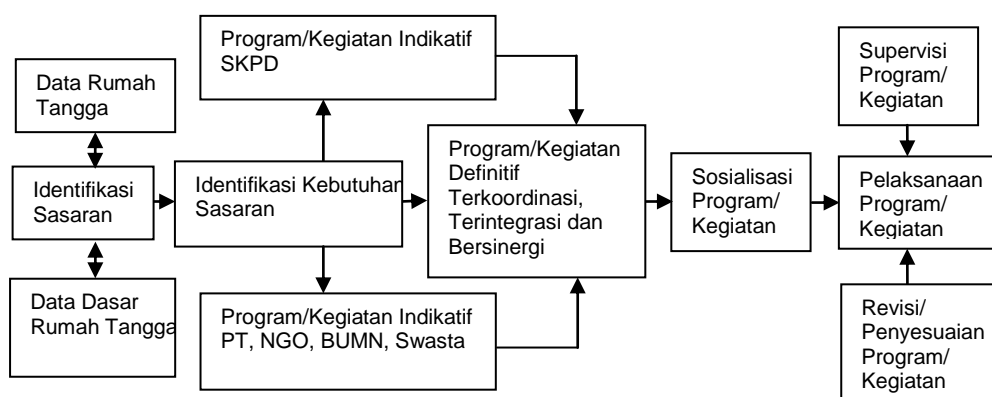 Data Rumah
Tangga
Identifikasi
Sasaran
Data Dasar
Rumah Tangga
Program/Kegiatan Indikatif
SKPD
Identifikasi Kebutuhan
Sasaran
Program/Kegiatan Indikatif
PT, NGO, BUMN, Swasta
Program/Kegiatan
Definitif
Terkoordinasi,
Terintegrasi dan
Bersinergi
Sosialisasi
Program/
Kegiatan
Supervisi
Program/
Kegiatan
Pelaksanaan
Program/
Kegiatan
Revisi/
Penyesuaian
Program/
Kegiatan